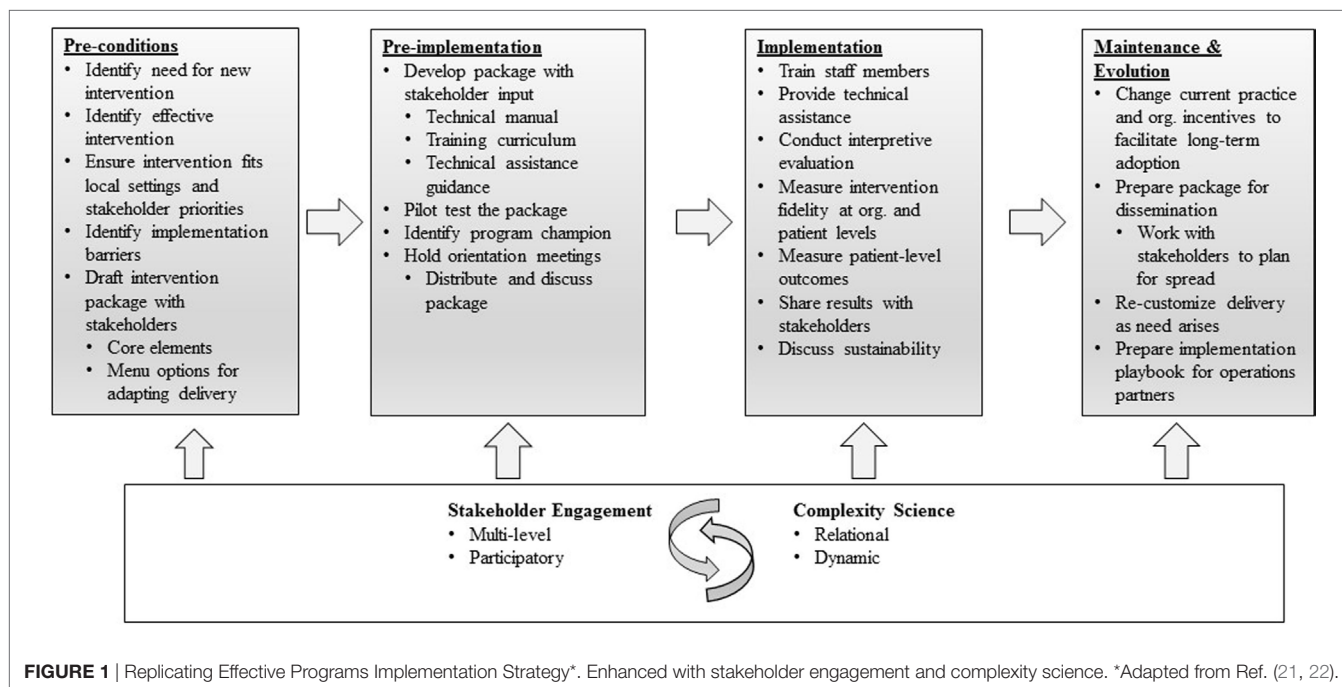 Pre-conditions
• Identify need for new
intervention
• Identify effective
intervention
• Ensure intervention fits
local settings and
stakeholder priorities
• Identify implementation
barriers
• Draft intervention
package with
stakeholders
• Core elements
• Menu options for
adapting delivery
Pre-implementation
• Develop package with
stakeholder input
• Technical manual
• Training curriculum
• Technical assistance
guidance
• Pilot test the package
• Identify program champion
• Hold orientation meetings
• Distribute and discuss
package
Implementation
• Train staff members
• Provide technical
assistance
• Conduct interpretive
evaluation
• Measure intervention
fidelity at org. and
patient levels
• Measure patient-level
outcomes
• Share results with
stakeholders
• Discuss sustainability
Maintenance &
Evolution
• Change current practice
and org. incentives to
facilitate long-term
adoption
• Prepare package for
dissemination
• Work with
stakeholders to plan
for spread
• Re-customize delivery
as need arises
• Prepare implementation
playbook for operations
partners
Stakeholder Engagement
• Multi-level
• Participatory
Complexity Science
• Relational
• Dynamic
FIGURE 1 | Replicating Effective Programs Implementation Strategy*. Enhanced with stakeholder engagement and complexity science. *Adapted from Ref. (21, 22).